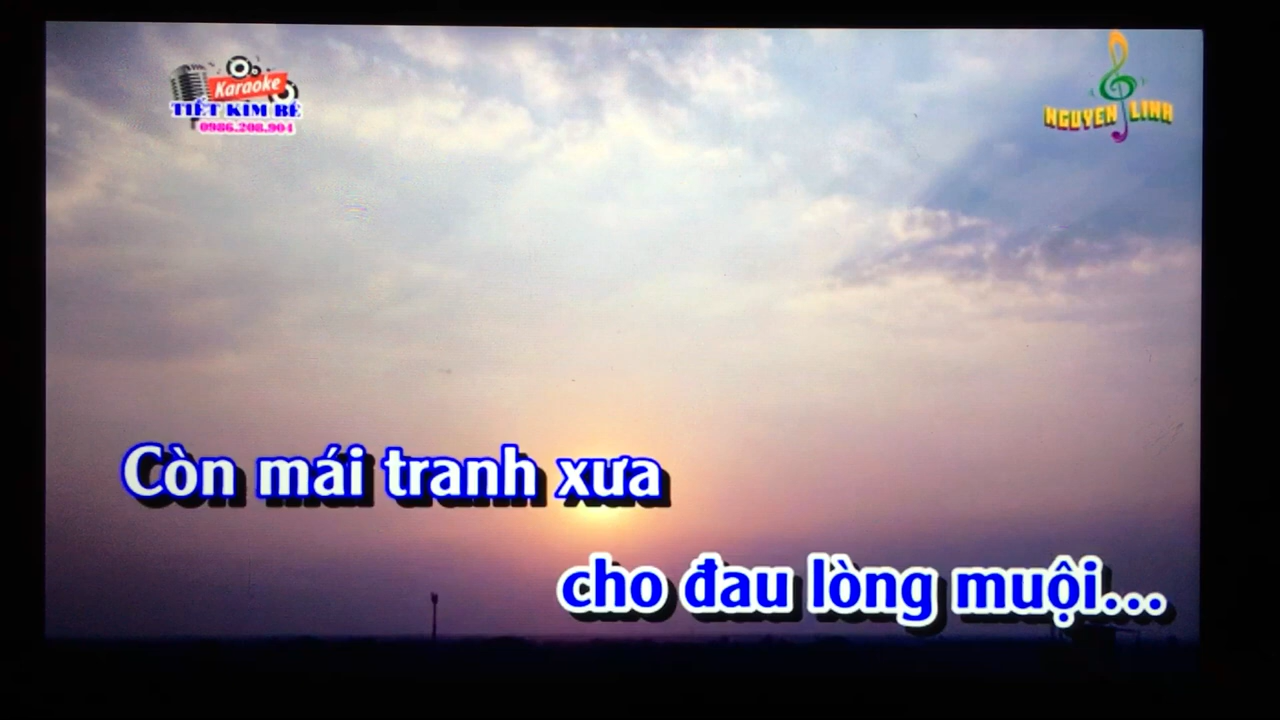 Karaoke
TIẾT KIM BÉ
0986.208.904
NGUYEN LINH
Còn mái tranh xưa
cho đau lòng muội...